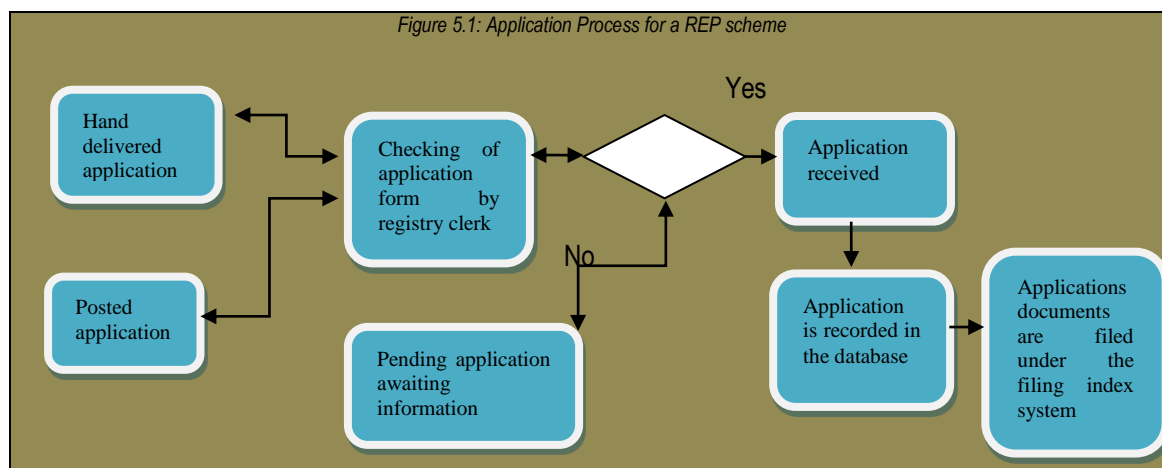 Figure 5.1: Application Process for a REP scheme
Yes
Hand
delivered
application
Checking of
application
form by
registry clerk
Application
received
No
Posted
application
Pending application
awaiting
information
Application
is recorded in
the database
Applications
documents
are filed
under the
filing index
system